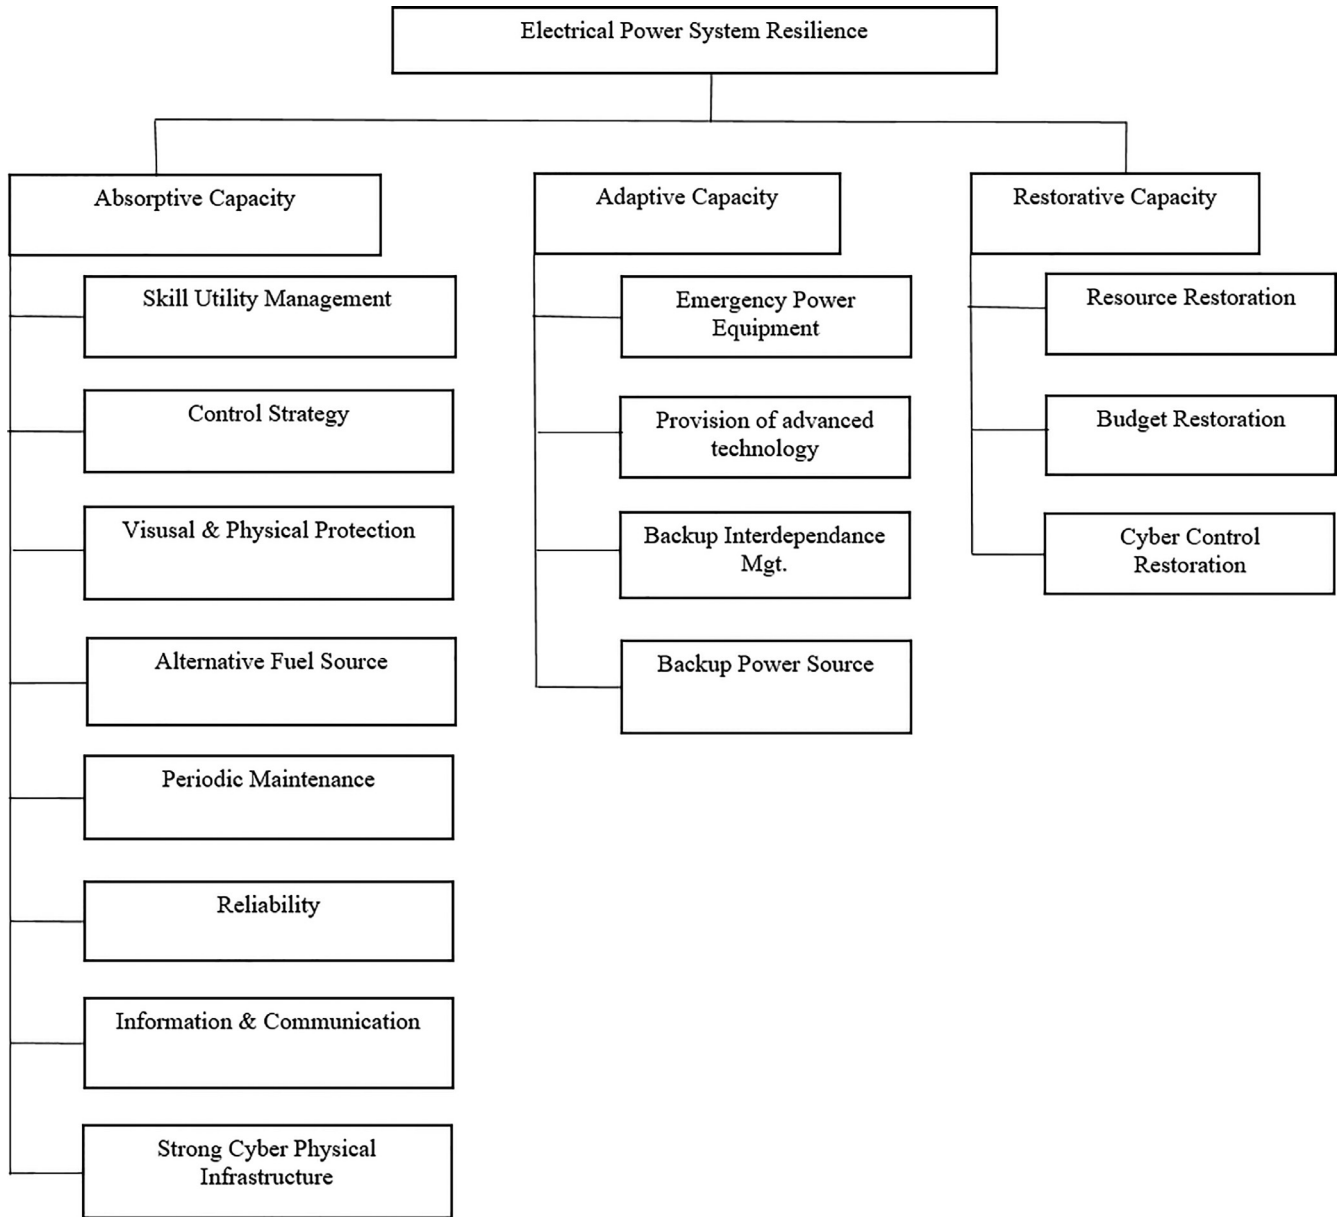 Electrical Power System Resilience
Absorptive Capacity
Skill Utility Management
Control Strategy
Visusal & Physical Protection
Alternative Fuel Source
Periodic Maintenance
Reliability
Information & Communication
Strong Cyber Physical
Infrastructure
Adaptive Capacity
Emergency Power
Equipment
Provision of advanced
technology
Backup Interdependance
Mgt.
Backup Power Source
Restorative Capacity
Resource Restoration
Budget Restoration
Cyber Control
Restoration